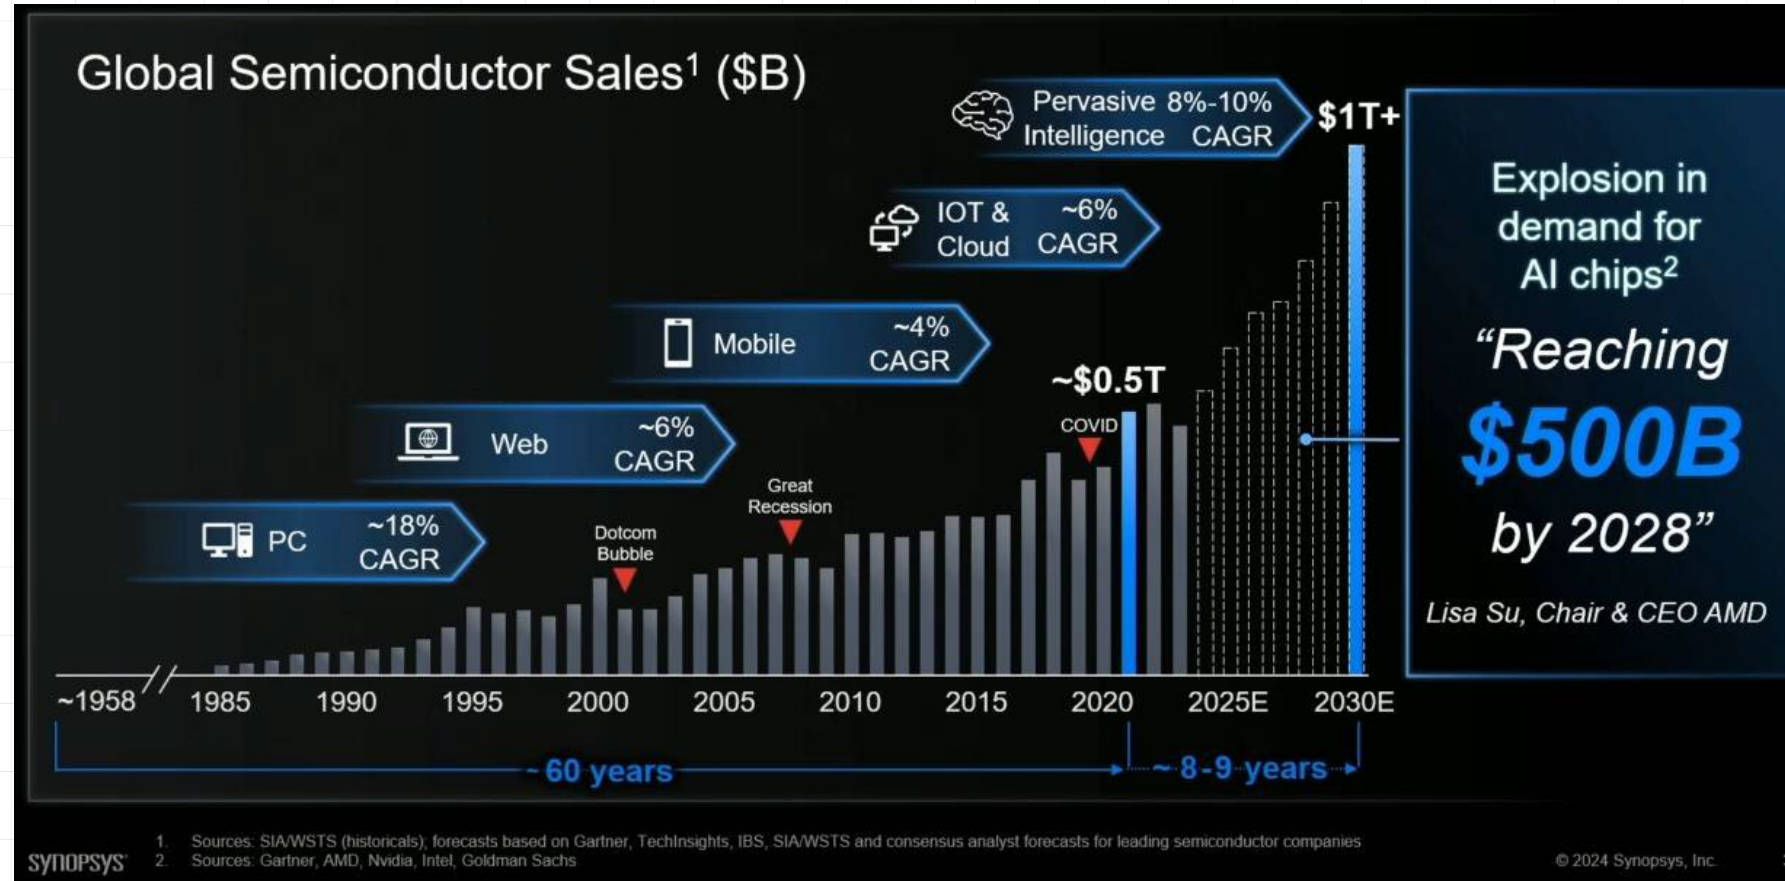 Global Semiconductor Sales¹ ($B)
Pervasive 8%-10%
Intelligence CAGR
$1T+
IOT & ~6%
Cloud CAGR
Mobile ~4%
CAGR
~$0.5T
COVID
Web ~6%
CAGR
Great
Recession
PC ~18%
CAGR
Dotcom
Bubble
~1958 1985 1990 1995 2000 2005 2010 2015 2020 2025E 2030E
~ 60 years
~ 8-9 years
Explosion in
demand for
AI chips²
“Reaching
$500B
by 2028”
Lisa Su, Chair & CEO AMD
SYNOPSYS
1. Sources: SIA/WSTS (historicals); forecasts based on Gartner, TechInsights, IBS, SIA/WSTS and consensus analyst forecasts for leading semiconductor companies
2. Sources: Gartner, AMD, Nvidia, Intel, Goldman Sachs
© 2024 Synopsys, Inc.